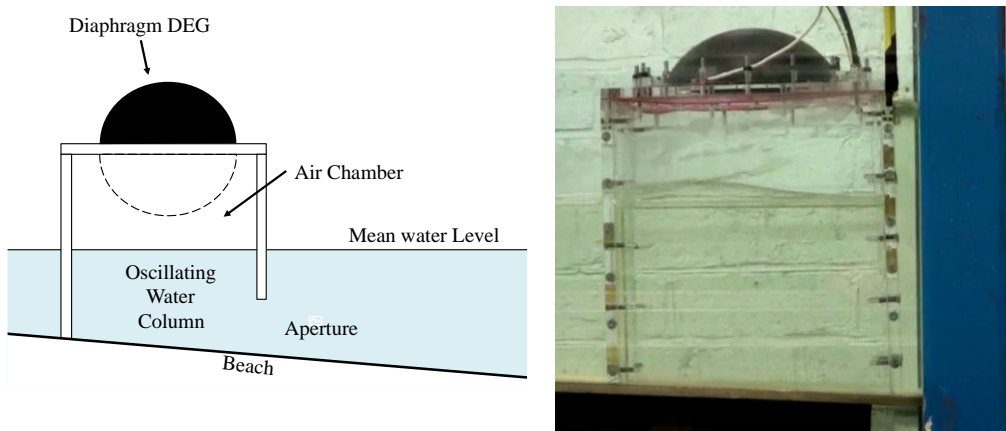 Diaphragm DEG
Air Chamber
Mean water Level
Oscillating
Water
Column
Aperture
Beach